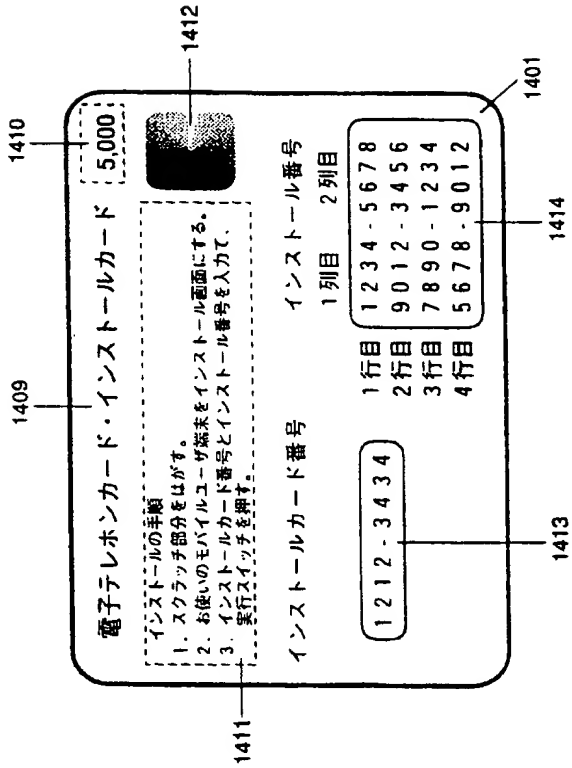 1409
1410
1412
電子テレホンカード・インストールカード
5,000
インストールの手順
1. スクラッチ部分をはがす。
2. お使いのモバイルユーザ端末をインストール画面にする。
3. インストールカード番号とインストール番号を入力て、
実行スイッチを押す。
1411
インストールカード番号
1212-3434
1413
インストール番号
1列目 2列目
1行目 1234-5678
2行目 9012-3456
3行目 7890-1234
4行目 5678-9012
1414
1401